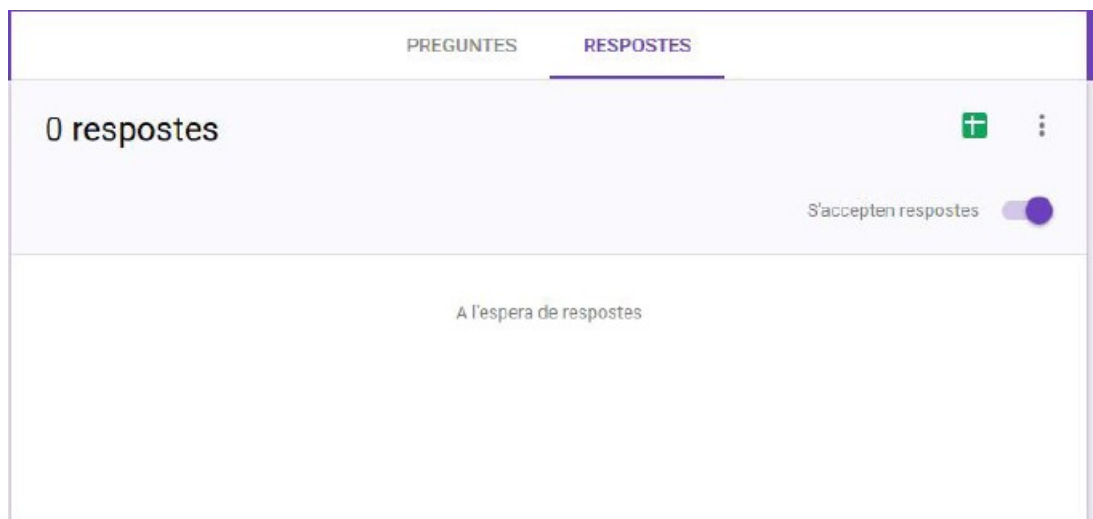 PREGUNTES RESPOSTES
0 respostes
S'accepten respostes
A l'espera de respostes